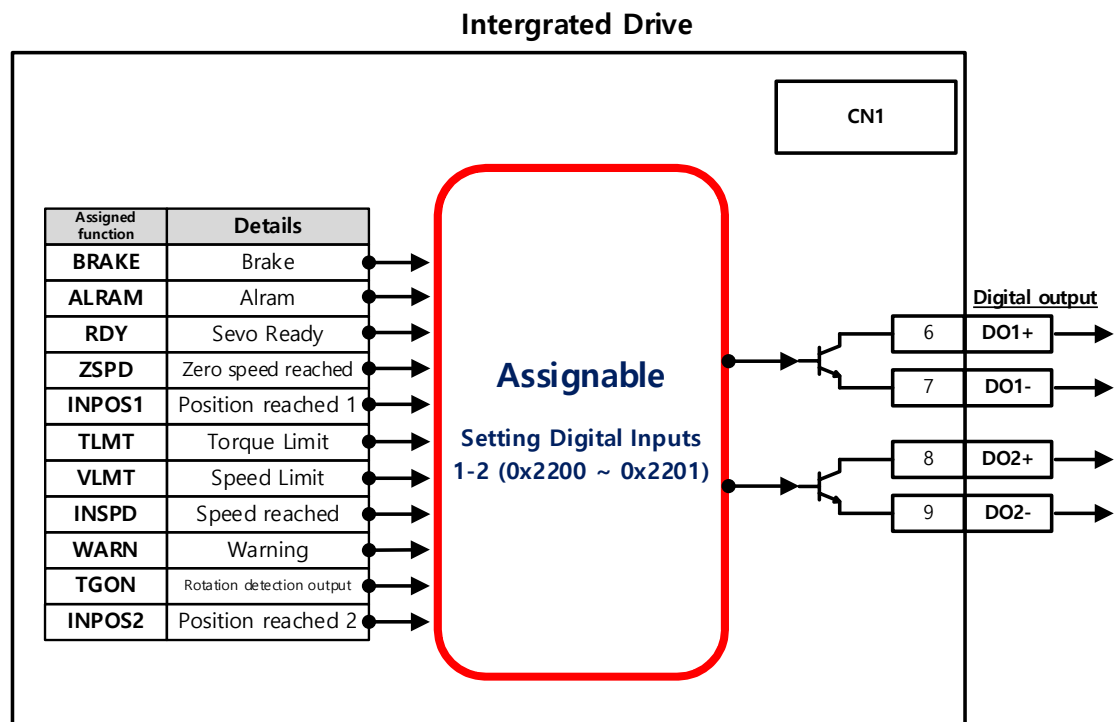 Intergrated Drive
CN1
Assigned
function
Details
BRAKE
Brake
ALRAM
Alram
RDY
Sevo Ready
ZSPD
Zero speed reached
INPOS1
Position reached 1
TLMT
Torque Limit
VLMT
Speed Limit
INSPD
Speed reached
WARN
Warning
TGON
Rotation detection output
INPOS2
Position reached 2
Assignable
Setting Digital Inputs
1-2 (0x2200 ~ 0x2201)
Digital output
6
DO1+
7
DO1-
8
DO2+
9
DO2-